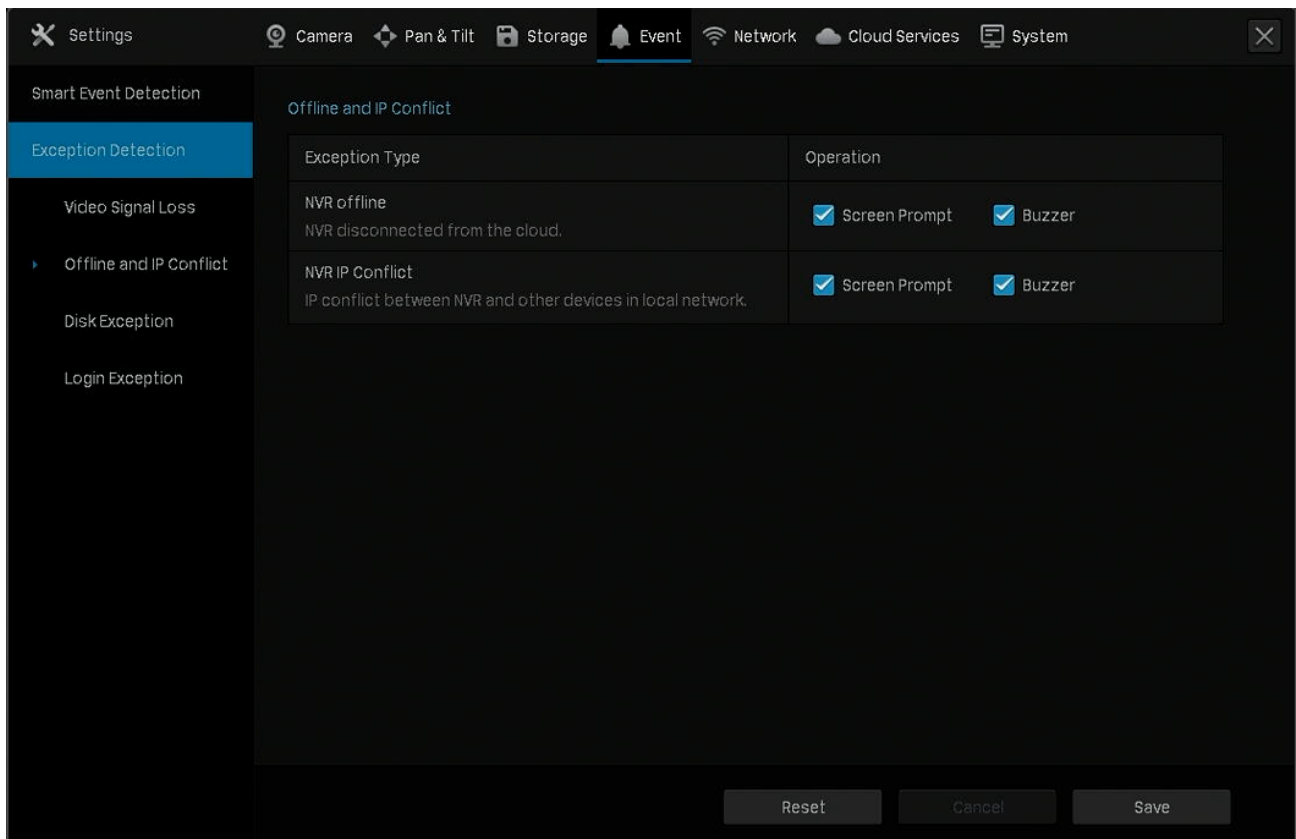 Settings
Camera
Pan & Tilt
Storage
Event
Network
Cloud Services
System
Smart Event Detection
Exception Detection
Video Signal Loss
Offline and IP Conflict
Disk Exception
Login Exception
Offline and IP Conflict
Exception Type
Operation
NVR offline
NVR disconnected from the cloud.
Screen Prompt
Buzzer
NVR IP Conflict
IP conflict between NVR and other devices in local network.
Screen Prompt
Buzzer
Reset
Cancel
Save